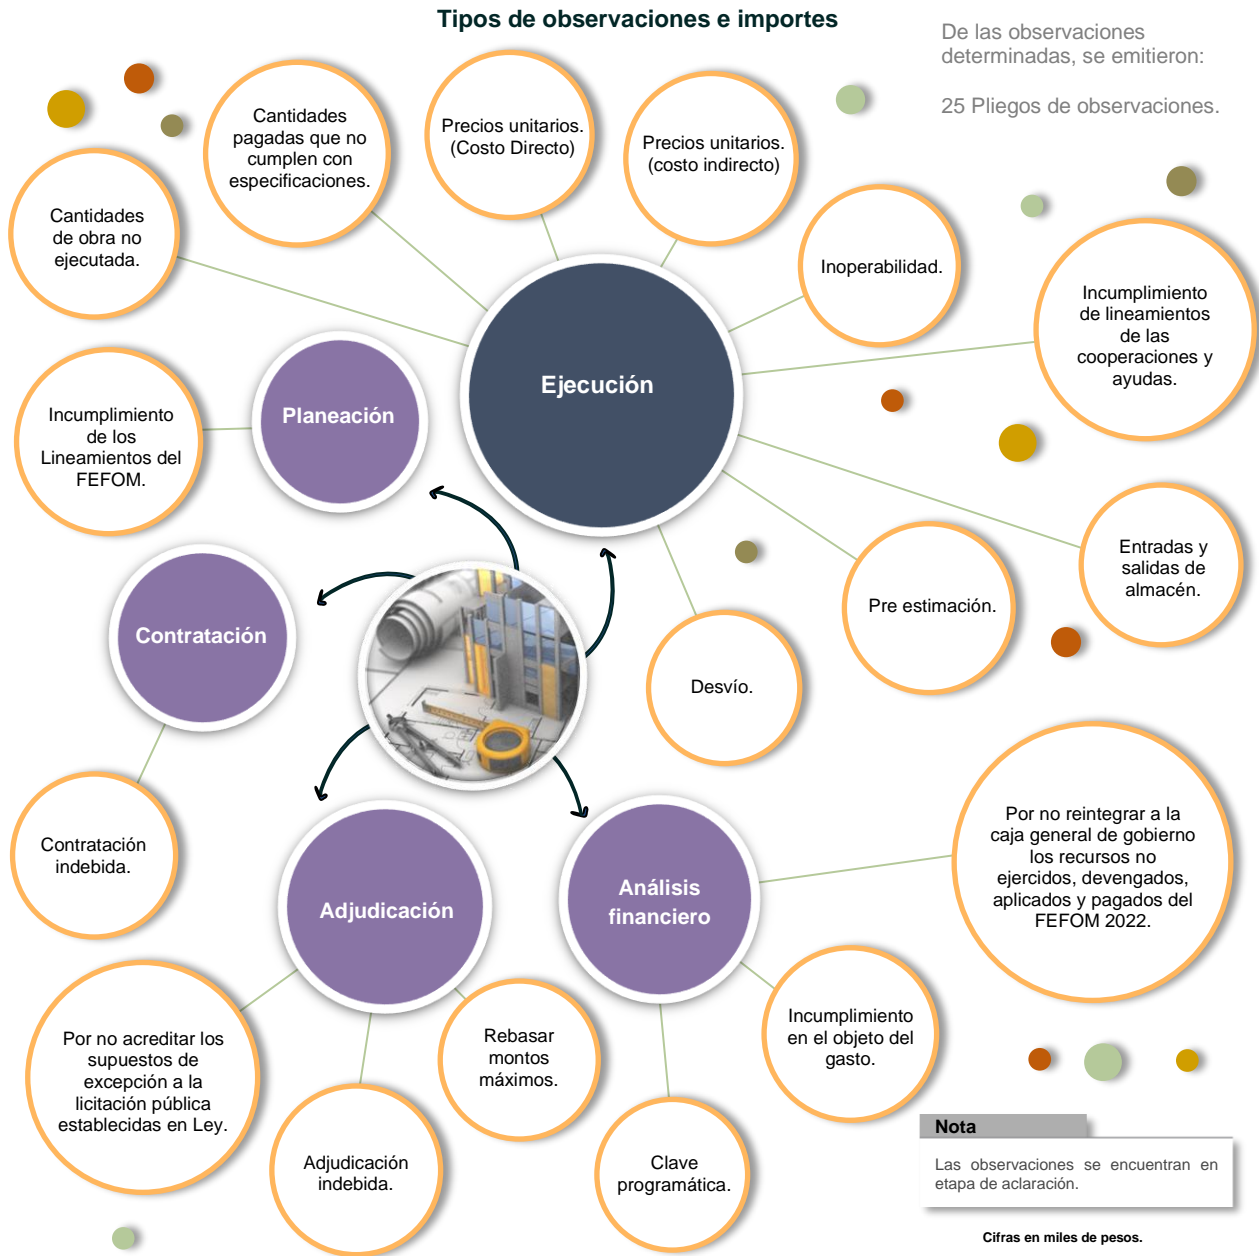 Tipos de observaciones e importes
De las observaciones
determinadas, se emitieron:
25 Pliegos de observaciones.
Cantidades
pagadas que no
cumplen con
especificaciones.
Precios unitarios.
(Costo Directo)
Precios unitarios.
(costo indirecto)
Cantidades
de obra no
ejecutada.
Inoperabilidad.
Incumplimiento
de lineamientos
de las
cooperaciones y
ayudas.
Ejecución
Planeación
Incumplimiento
de los
Lineamientos del
FEFOM.
Entradas y
salidas de
almacén.
Pre estimación.
Contratación
Desvío.
Contratación
indebida.
Adjudicación
Análisis
financiero
Por no reintegrar a la
caja general de gobierno
los recursos no
ejercidos, devengados,
aplicados y pagados del
FEFOM 2022.
Por no acreditar los
supuestos de
excepción a la
licitación pública
establecidas en Ley.
Rebasar
montos
máximos.
Incumplimiento
en el objeto del
gasto.
Adjudicación
indebida.
Clave
programática.
Nota
Las observaciones se encuentran en
etapa de aclaración.
Cifras en miles de pesos.